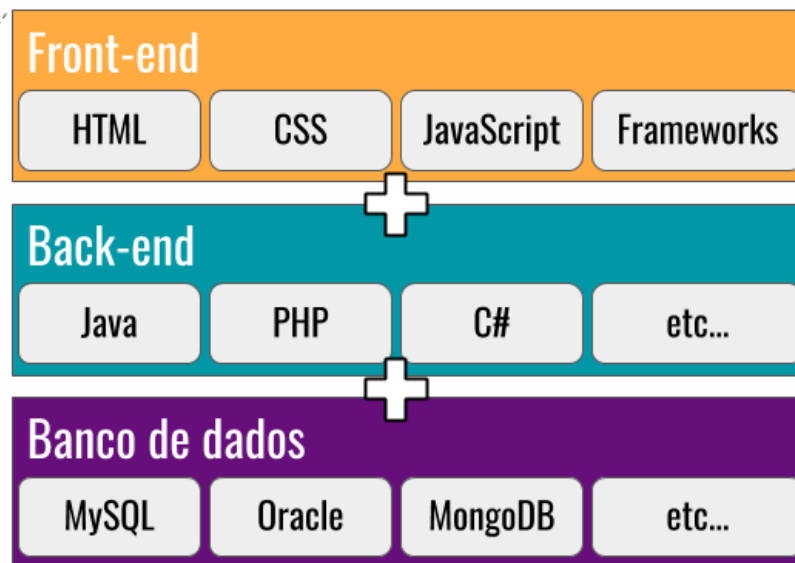 Front-end
HTML CSS JavaScript Frameworks
Back-end
Java PHP C# etc...
Banco de dados
MySQL Oracle MongoDB etc...